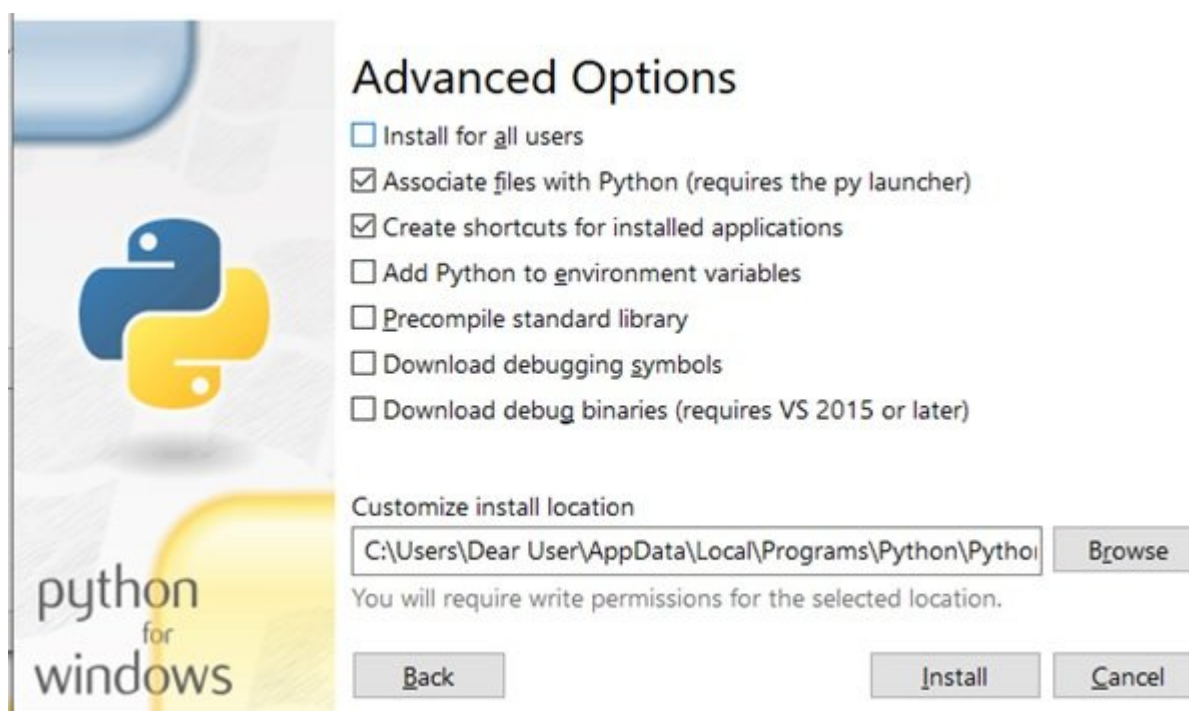 Advanced Options
Install for all users
Associate files with Python (requires the py launcher)
Create shortcuts for installed applications
Add Python to environment variables
Precompile standard library
Download debugging symbols
Download debug binaries (requires VS 2015 or later)
Customize install location
C:\Users\Dear User\AppData\Local\Programs\Python\Pytho
Browse
You will require write permissions for the selected location.
python
for
windows
Back
Install
Cancel